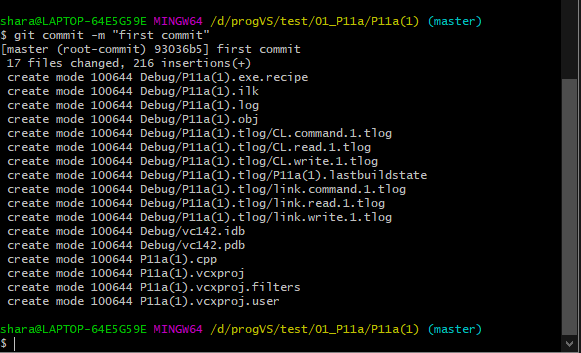 shara@LAPTOP-64E5G59E MINGW64 /d/progVS/test/01_P11a/P11a(1) (master)
$ git commit -m "first commit"
[master (root-commit) 93036b5] first commit
 17 files changed, 216 insertions(+)
 create mode 100644 Debug/P11a(1).exe.recipe
 create mode 100644 Debug/P11a(1).ilk
 create mode 100644 Debug/P11a(1).log
 create mode 100644 Debug/P11a(1).obj
 create mode 100644 Debug/P11a(1).tlog/CL.command.1.tlog
 create mode 100644 Debug/P11a(1).tlog/CL.read.1.tlog
 create mode 100644 Debug/P11a(1).tlog/CL.write.1.tlog
 create mode 100644 Debug/P11a(1).tlog/P11a(1).lastbuildstate
 create mode 100644 Debug/P11a(1).tlog/link.command.1.tlog
 create mode 100644 Debug/P11a(1).tlog/link.read.1.tlog
 create mode 100644 Debug/P11a(1).tlog/link.write.1.tlog
 create mode 100644 Debug/vc142.idb
 create mode 100644 Debug/vc142.pdb
 create mode 100644 P11a(1).cpp
 create mode 100644 P11a(1).vcxproj
 create mode 100644 P11a(1).vcxproj.filters
 create mode 100644 P11a(1).vcxproj.user
shara@LAPTOP-64E5G59E MINGW64 /d/progVS/test/01_P11a/P11a(1) (master)
$